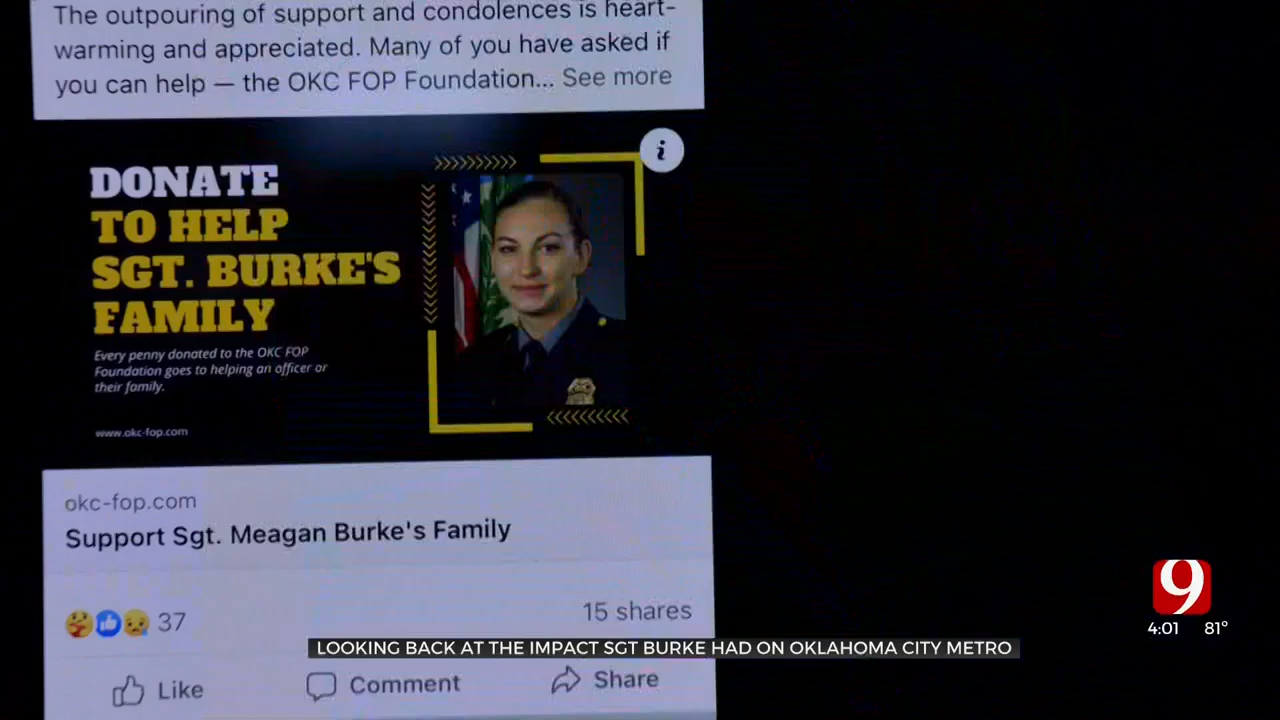 The outpouring of support and condolences is heart-
warming and appreciated. Many of you have asked if
you can help — the OKC FOP Foundation... See more
DONATE
TO HELP
SGT. BURKE'S
FAMILY
Every penny donated to the OKC FOP
Foundation goes to helping an officer or
their family.
www.okc-fop.com
i
okc-fop.com
Support Sgt. Meagan Burke's Family
37
15 shares
Like
Comment
Share
LOOKING BACK AT THE IMPACT SGT BURKE HAD ON OKLAHOMA CITY METRO
9
4:01 81°